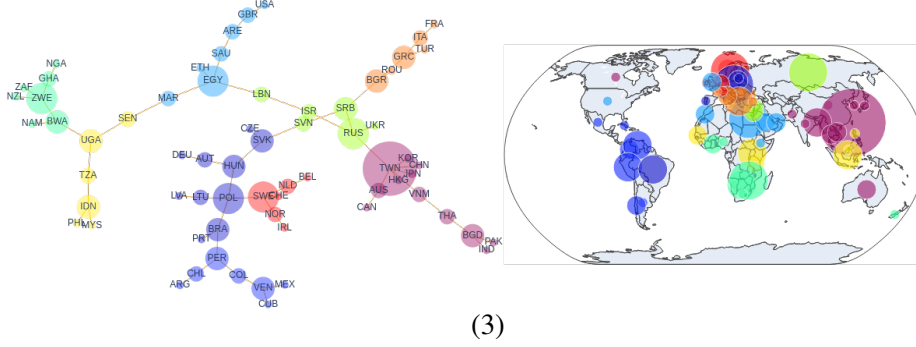 USA
GBR
FRA
ARE
ITA
TUR
SAU
GRC
NGA
ETH
ROU
GHA
EGY
BGR
ZAF
ZWE
LBN
NZL
MAR
ISR
SRB
NAM
BWA
SEN
SVN
RUS
UKR
CZE
UGA
SVK
DEU
AUT
HUN
KOR
TWN
CHN
JPN
HKG
TZA
BEL
NLD
LVA
LTU
POL
SWE
CHE
AUS
VNM
IDN
NOR
CAN
PHL
MYS
BRA
IRL
THA
PRT
BGD
PAK
IND
PER
CHL
COL
ARG
VEN
MEX
CUB
(3)